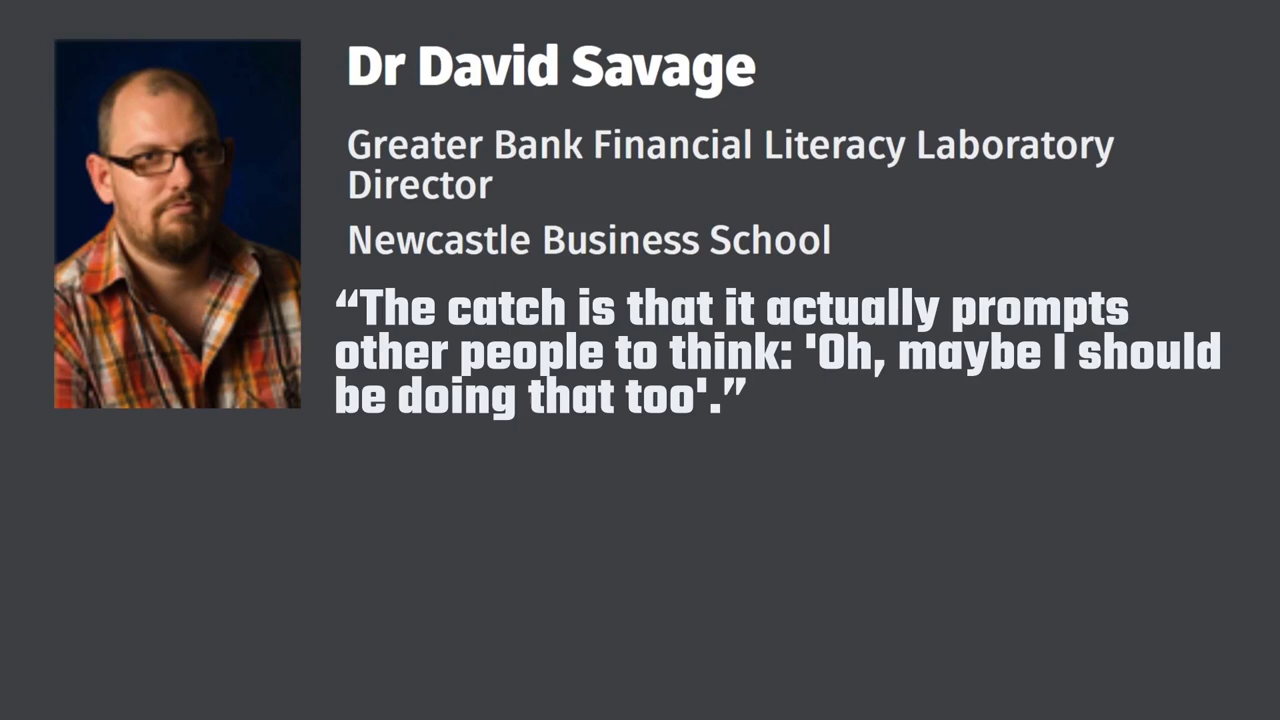 Dr David Savage
Greater Bank Financial Literacy Laboratory
Director
Newcastle Business School
“The catch is that it actually prompts
other people to think: 'Oh, maybe I should
be doing that too'.”